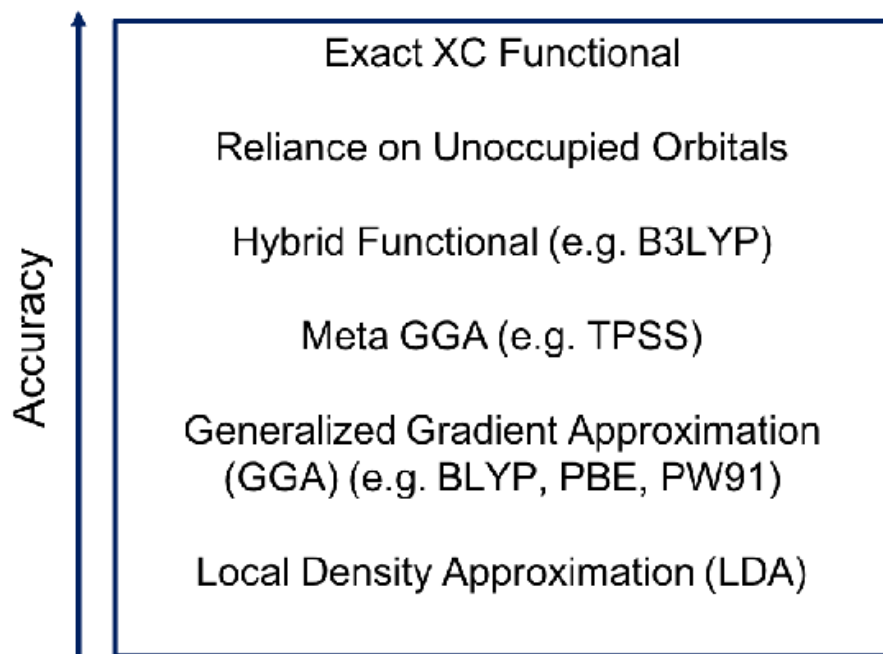 Exact XC Functional
Reliance on Unoccupied Orbitals
Hybrid Functional (e.g. B3LYP)
Meta GGA (e.g. TPSS)
Generalized Gradient Approximation
(GGA) (e.g. BLYP, PBE, PW91)
Local Density Approximation (LDA)
Accuracy